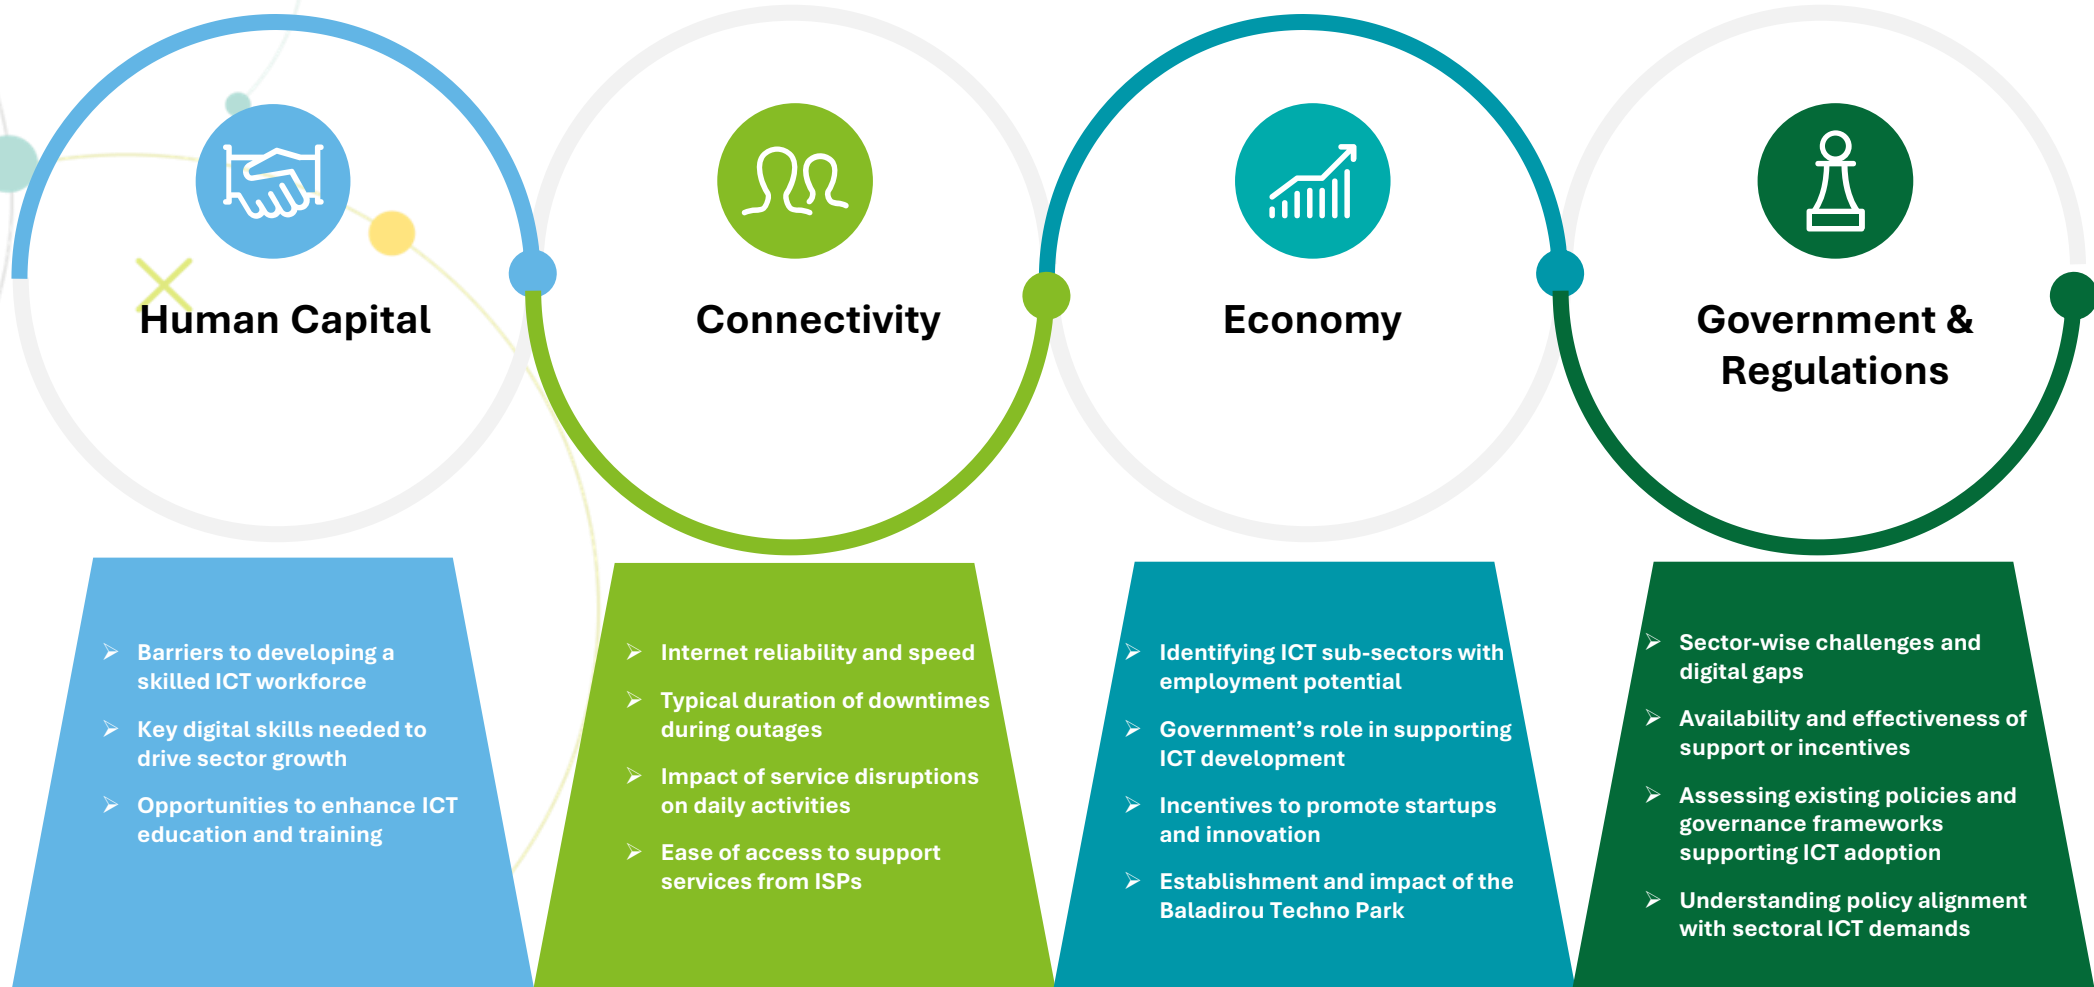 Human Capital
Connectivity
Economy
Government &
Regulations
➢ Barriers to developing a
skilled ICT workforce
➢ Key digital skills needed to
drive sector growth
➢ Opportunities to enhance ICT
education and training
➢ Internet reliability and speed
➢ Typical duration of downtimes
during outages
➢ Impact of service disruptions
on daily activities
➢ Ease of access to support
services from ISPs
➢ Identifying ICT sub-sectors with
employment potential
➢ Government’s role in supporting
ICT development
➢ Incentives to promote startups
and innovation
➢ Establishment and impact of the
Baladirou Techno Park
➢ Sector-wise challenges and
digital gaps
➢ Availability and effectiveness of
support or incentives
➢ Assessing existing policies and
governance frameworks
supporting ICT adoption
➢ Understanding policy alignment
with sectoral ICT demands